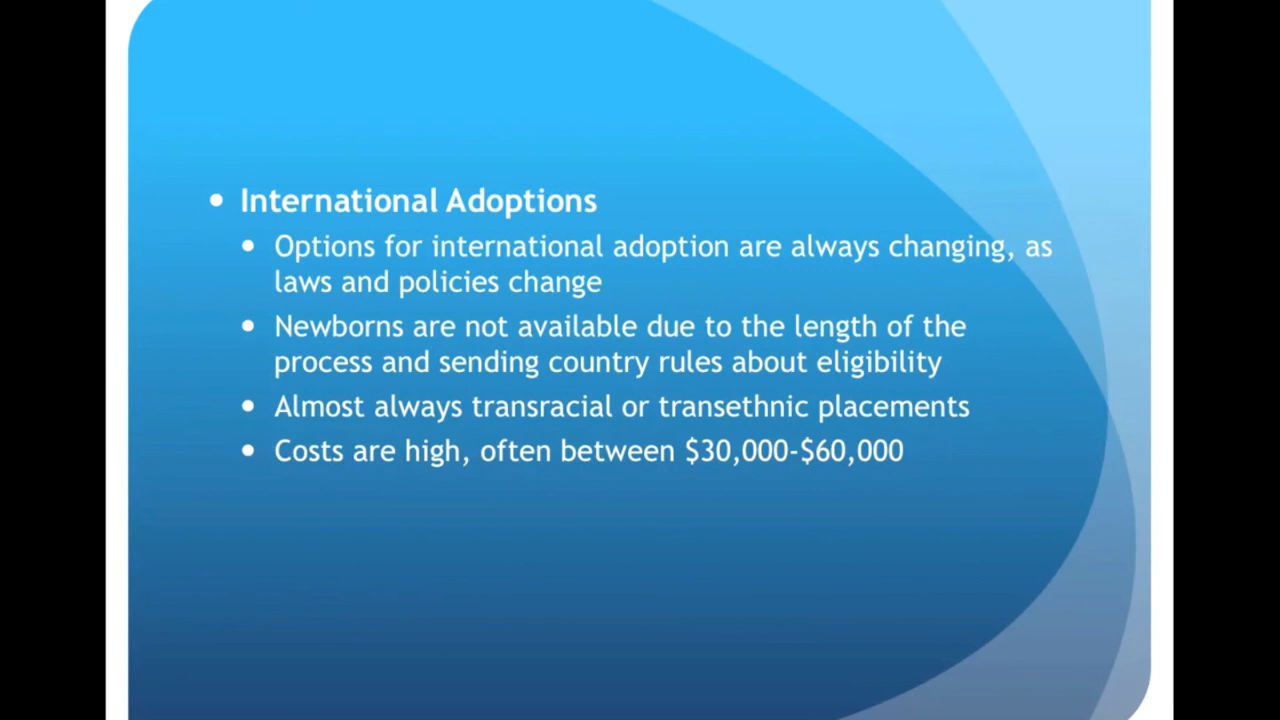 • International Adoptions
• Options for international adoption are always changing, as
laws and policies change
• Newborns are not available due to the length of the
process and sending country rules about eligibility
• Almost always transracial or transethnic placements
• Costs are high, often between $30,000-$60,000